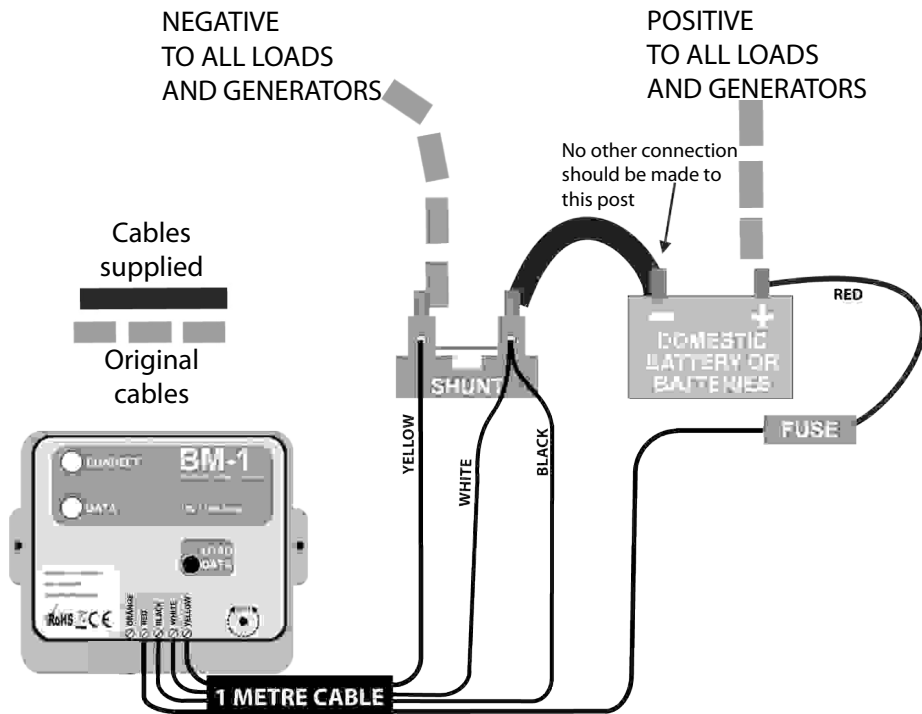 NEGATIVE
TO ALL LOADS
AND GENERATORS
POSITIVE
TO ALL LOADS
AND GENERATORS
No other connection
should be made to
this post
Cables
supplied
Original
cables
RED
DOMESTIC
BATTERY OR
BATTERIES
SHUNT
FUSE
YELLOW
WHITE
BLACK
CONNECT
BM-1
DATA
LOAD
DATA
RoHS CE
ORANGE
RED
BLACK
WHITE
YELLOW
1 METRE CABLE